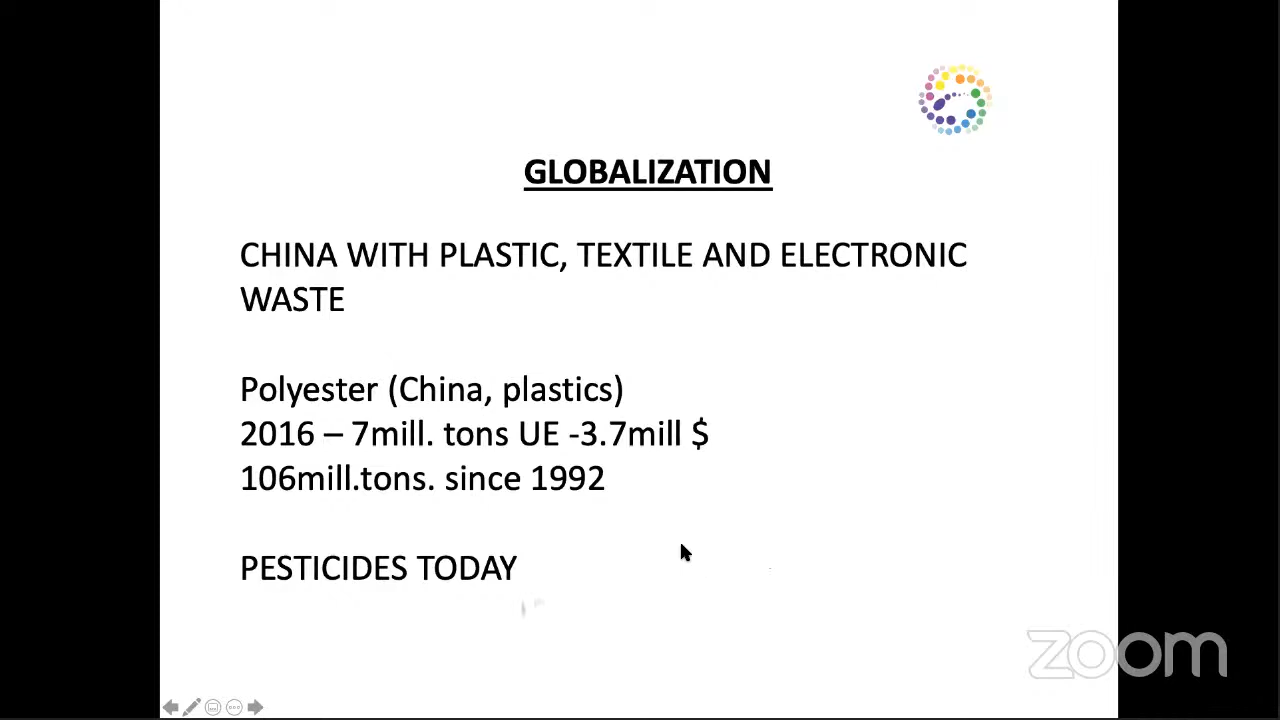 GLOBALIZATION
CHINA WITH PLASTIC, TEXTILE AND ELECTRONIC
WASTE
Polyester (China, plastics)
2016 – 7mill. tons UE -3.7mill $
106mill.tons. since 1992
PESTICIDES TODAY
zoom